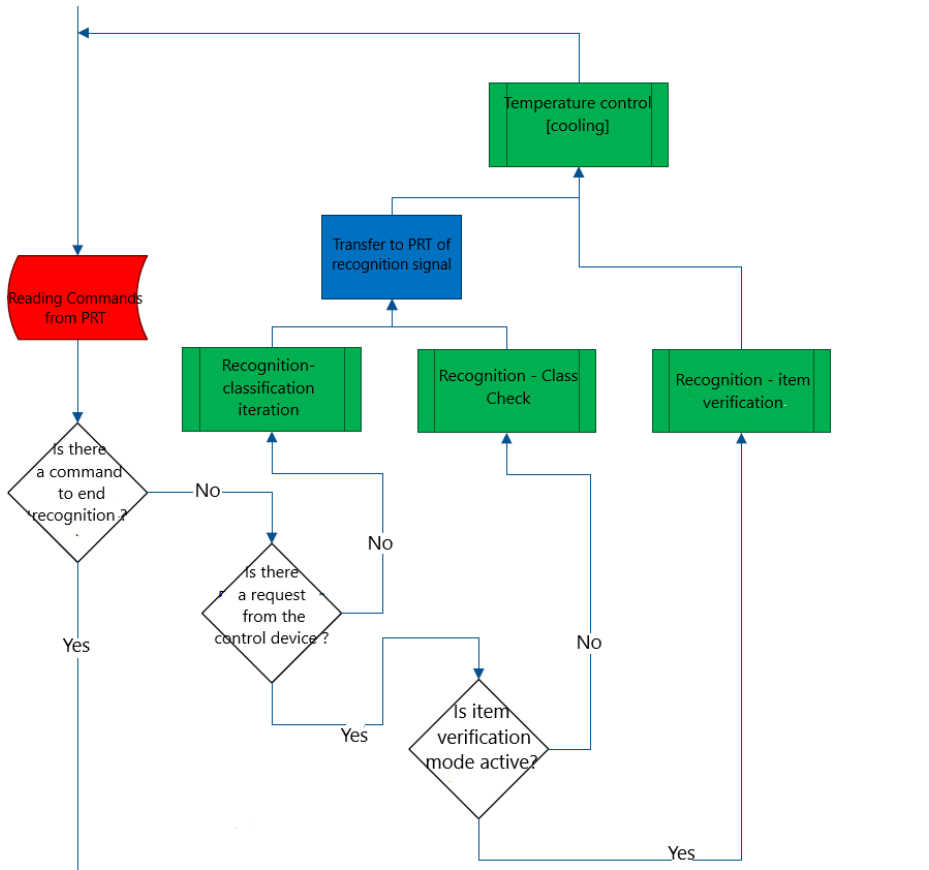 Temperature control
[cooling]
Transfer to PRT of
recognition signal
Reading Commands
from PRT
Recognition-
classification
iteration
Recognition - Class
Check
Recognition - item
verification
Is there
a command
to end
recognition ?
No
Is there
a request
from the
control device ?
No
Yes
Yes
Is item
verification
mode active?
No
Yes